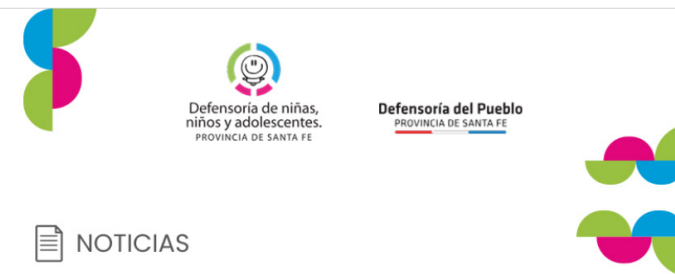 Defensoría de niñas,
niños y adolescentes.
PROVINCIA DE SANTA FE
Defensoría del Pueblo
PROVINCIA DE SANTA FE
NOTICIAS